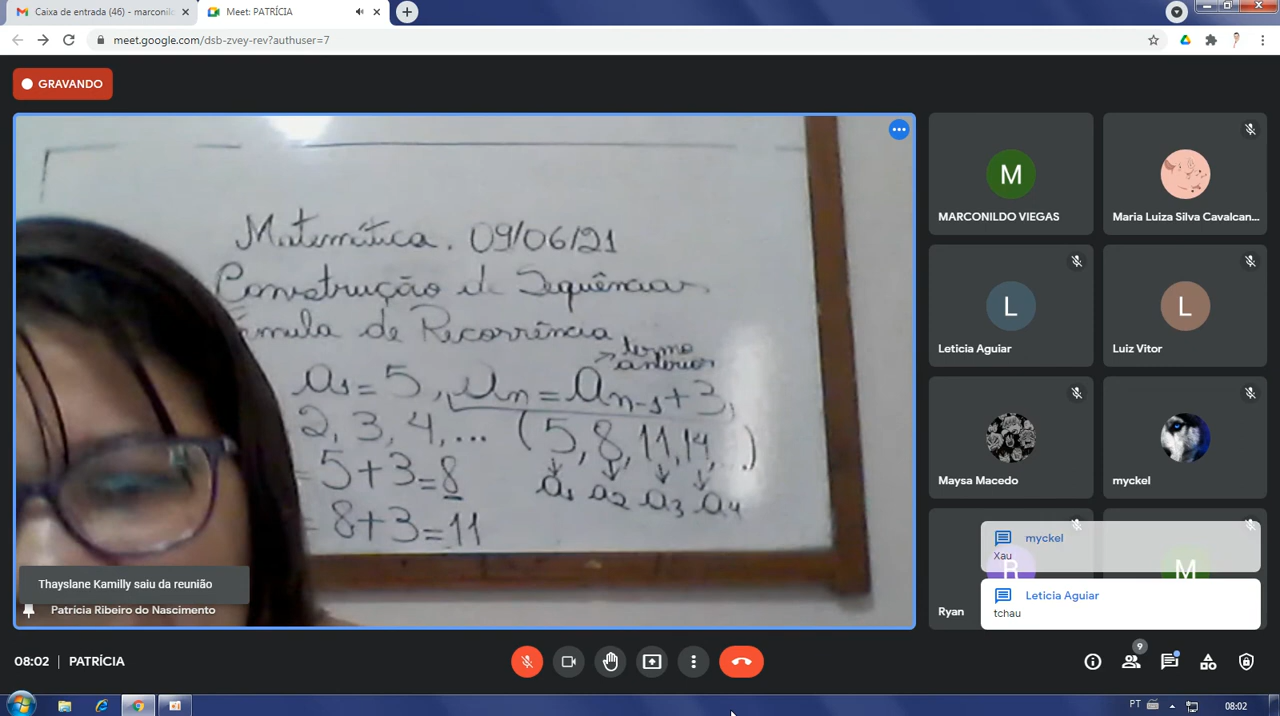 Caixa de entrada (46) - marconild
Meet: PATRÍCIA
meet.google.com/dsb-zvey-rev?authuser=7
GRAVANDO
Matemática. 09/06/21
Construção de Sequências
mula de Recorrência
termo
anterior
a1 = 5, an = an-1 + 3,
2, 3, 4, ... (5, 8, 11, 14, ...)
= 5+3=8
a1 a2 a3 a4
= 8+3=11
Thayslane Kamilly saiu da reunião
Patrícia Ribeiro do Nascimento
M
MARCONILDO VIEGAS
Maria Luiza Silva Cavalcan...
L
Leticia Aguiar
L
Luiz Vitor
Maysa Macedo
myckel
R
Ryan
M
myckel
Xau
Leticia Aguiar
tchau
08:02 | PATRÍCIA
9
PT
08:02